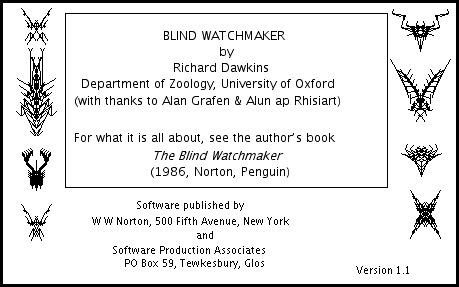 BLIND WATCHMAKER
by
Richard Dawkins
Department of Zoology, University of Oxford
(with thanks to Alan Grafen & Alun ap Rhisiart)
For what it is all about, see the author's book
The Blind Watchmaker
(1986, Norton, Penguin)
Software published by
W W Norton, 500 Fifth Avenue, New York
and
Software Production Associates
PO Box 59, Tewkesbury, Glos
Version 1.1